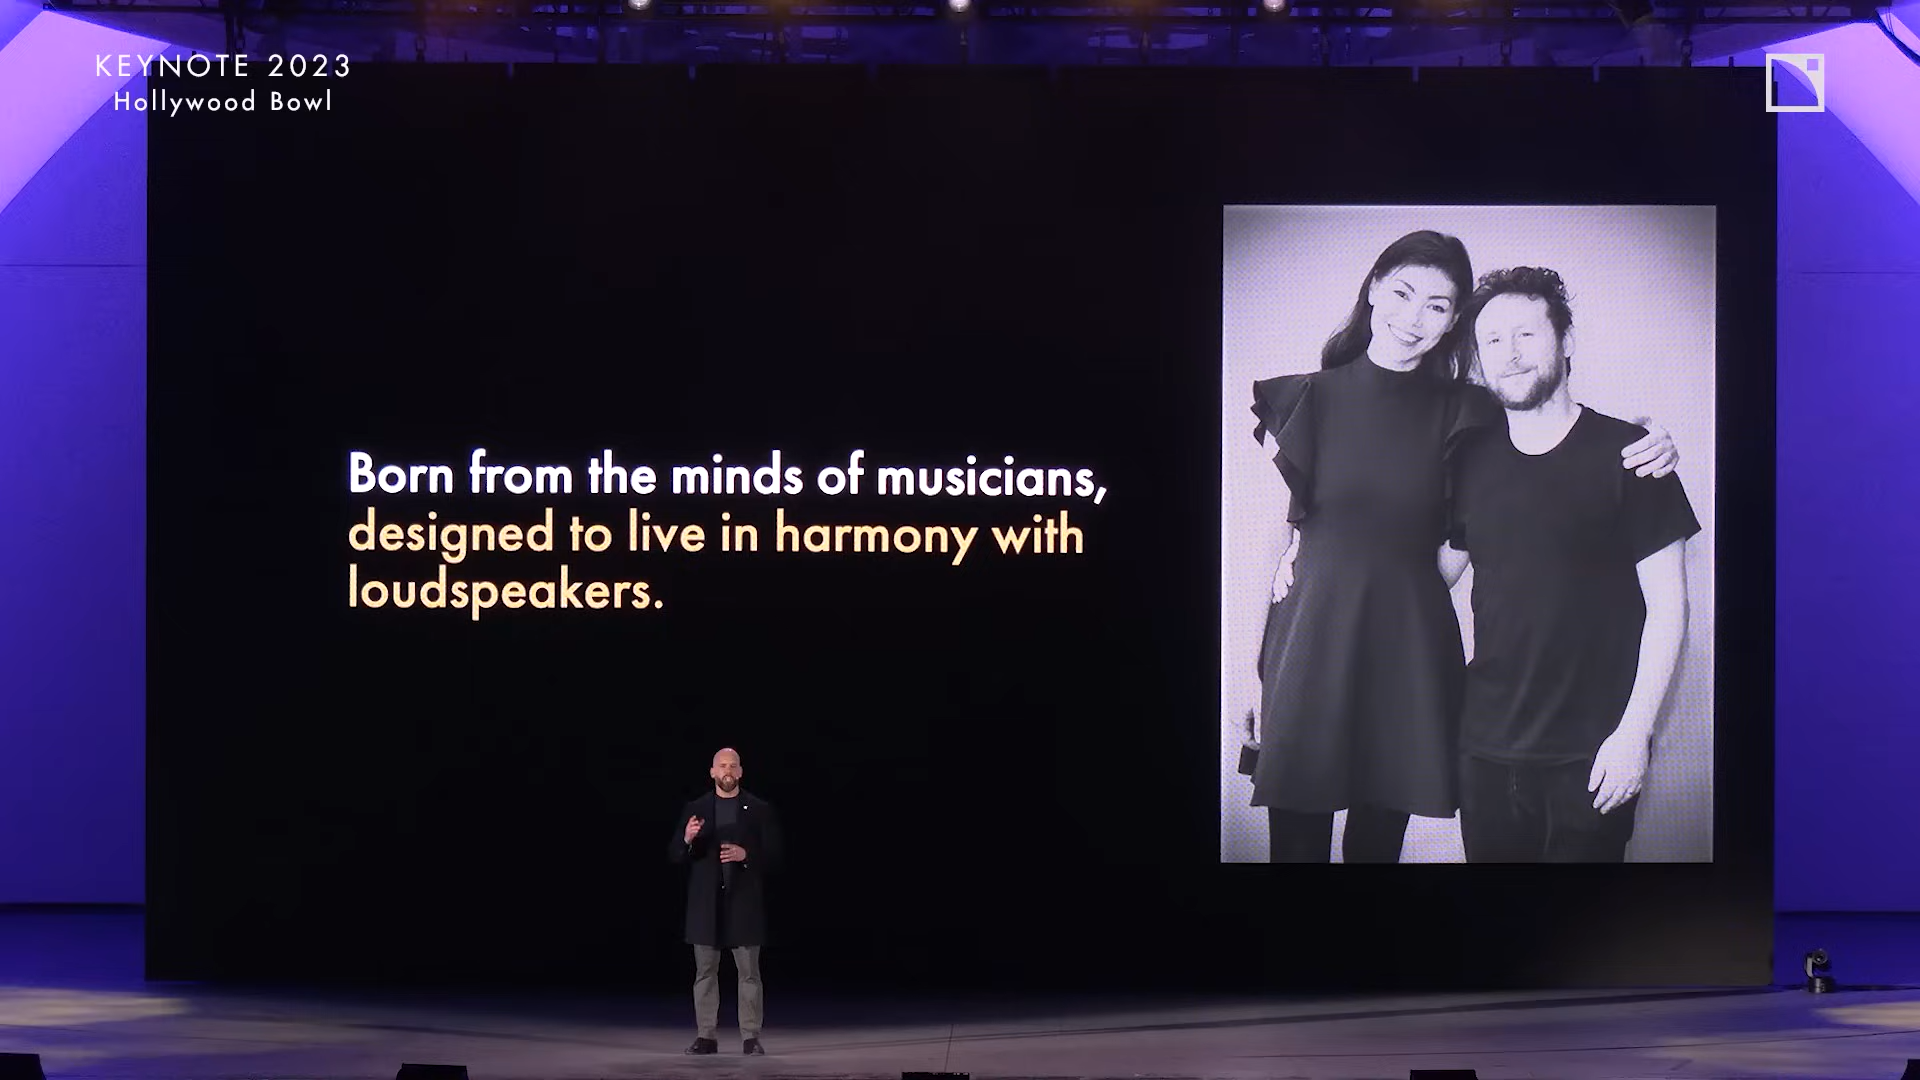 KEYNOTE 2023
Hollywood Bowl
Born from the minds of musicians,
designed to live in harmony with
loudspeakers.